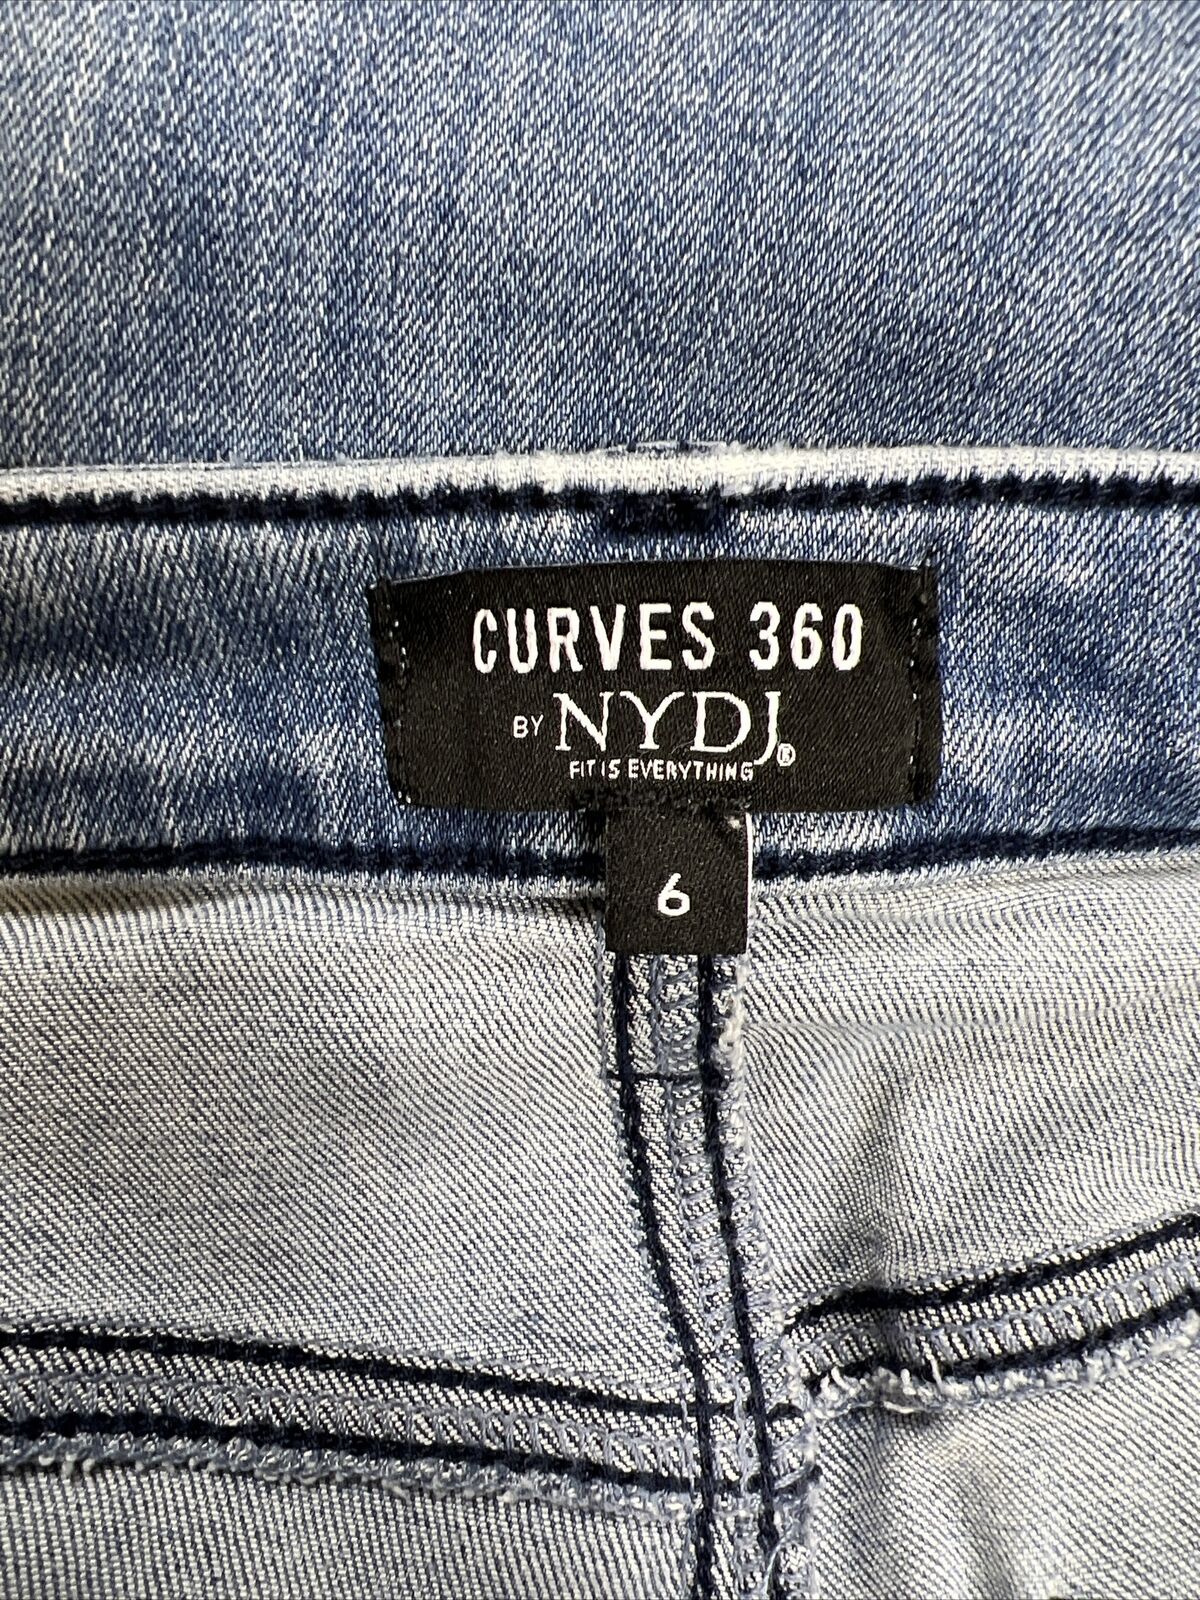 CURVES 360
BY NYDJ®
FIT IS EVERYTHING
6